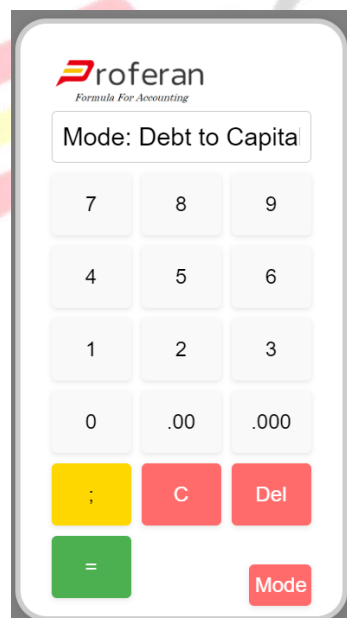 Proferan
Formula For Accounting
Mode: Debt to Capital
7 8 9
4 5 6
1 2 3
0 .00 .000
; C Del
= Mode